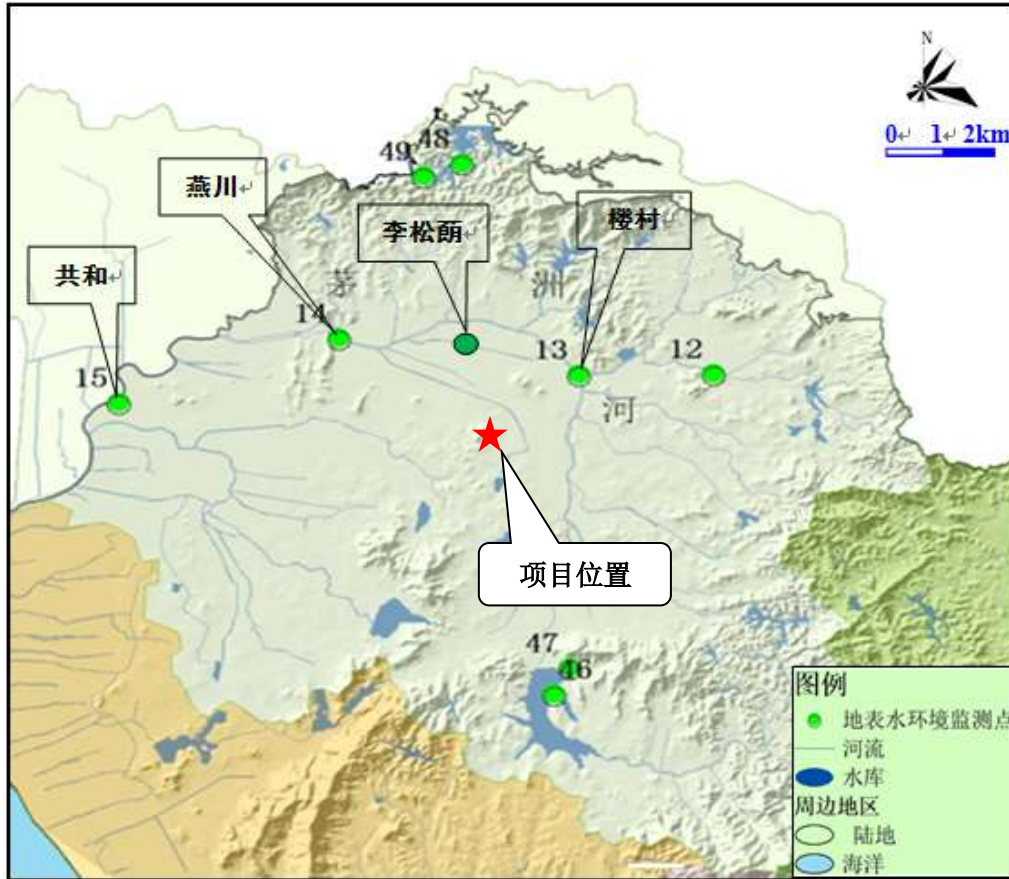 N
0↵ 1↵ 2km
48
49
燕川↵
李松蓢↵
楼村↵
共和↵
茅
洲
14
13
12
15
河
项目位置
47
46
图例
地表水环境监测点
河流
水库
周边地区
陆地
海洋